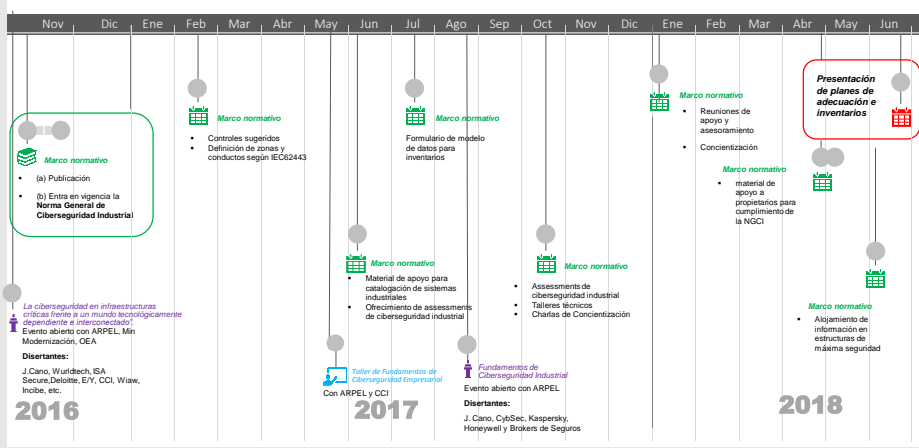 Nov Dic Ene Feb Mar Abr May Jun Jul Ago Sep Oct Nov Dic Ene Feb Mar Abr May Jun
Marco normativo
(a) Publicación
(b) Entra en vigencia la
Norma General de
Ciberseguridad Industrial
La ciberseguridad en infraestructuras
críticas frente a un mundo tecnológicamente
dependiente e interconectado".
Evento abierto con ARPEL, Min
Modernización, OEA
Disertantes:
J.Cano, Wurldtech, ISA
Secure,Deloitte, E/Y, CCI, Wiaw,
Incibe, etc.
2016
Marco normativo
Controles sugeridos
Definición de zonas y
conductos según IEC62443
Marco normativo
Material de apoyo para
catalogación de sistemas
industriales
Ofrecimiento de assessments
de ciberseguridad industrial
Taller de Fundamentos de
Ciberseguridad Empresarial
Con ARPEL y CCI
2017
Marco normativo
Formulario de modelo
de datos para
inventarios
Fundamentos de
Ciberseguridad Industrial
Evento abierto con ARPEL
Disertantes:
J. Cano, CybSec, Kaspersky,
Honeywell y Brokers de Seguros
Marco normativo
Assessments de
ciberseguridad industrial
Talleres técnicos
Charlas de Concientización
Marco normativo
Reuniones de
apoyo y
asesoramiento
Concientización
Marco normativo
material de
apoyo a
propietarios para
cumplimiento de
la NGCI
Presentación
de planes de
adecuación e
inventarios
Marco normativo
Alojamiento de
información en
estructuras de
máxima seguridad
2018